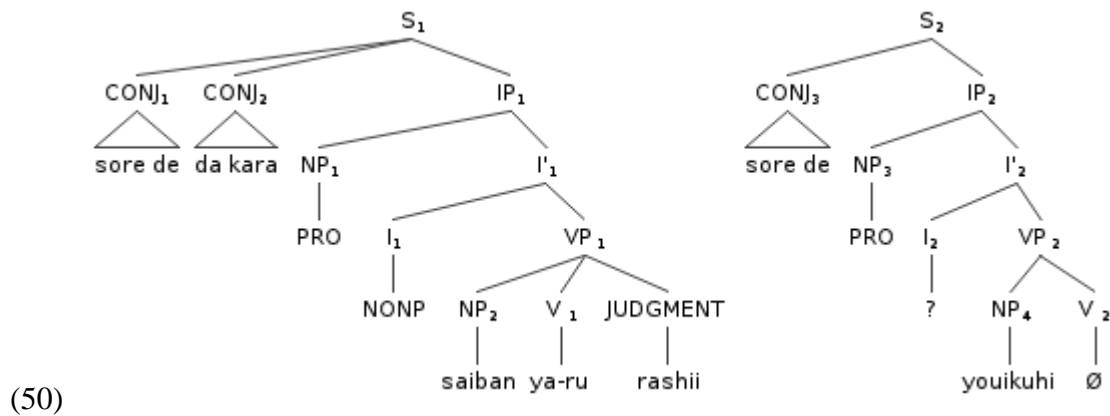 S₁ S₂
CONJ₁ CONJ₂ IP₁ CONJ₃ IP₂
sore de da kara NP₁ I'₁ sore de NP₃ I'₂
PRO I₁ VP₁ PRO I₂ VP₂
NONP NP₂ V₁ JUDGMENT ? NP₄ V₂
saiban ya-ru rashii youikuhi Ø
(50)